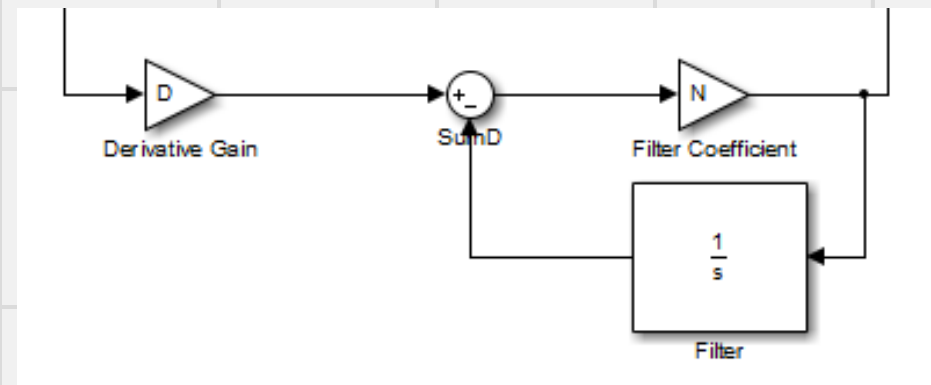 D
+
−
N
Derivative Gain
SumD
Filter Coefficient
1
s
Filter